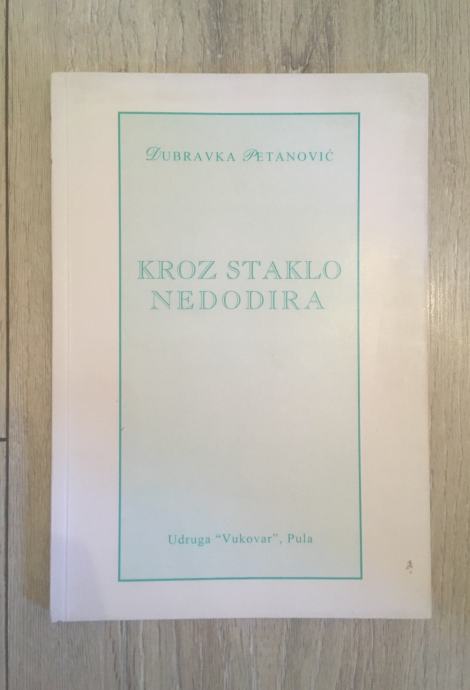 DUBRAVKA PETANOVIĆ
KROZ STAKLO
NEDODIRA
Udruga "Vukovar", Pula